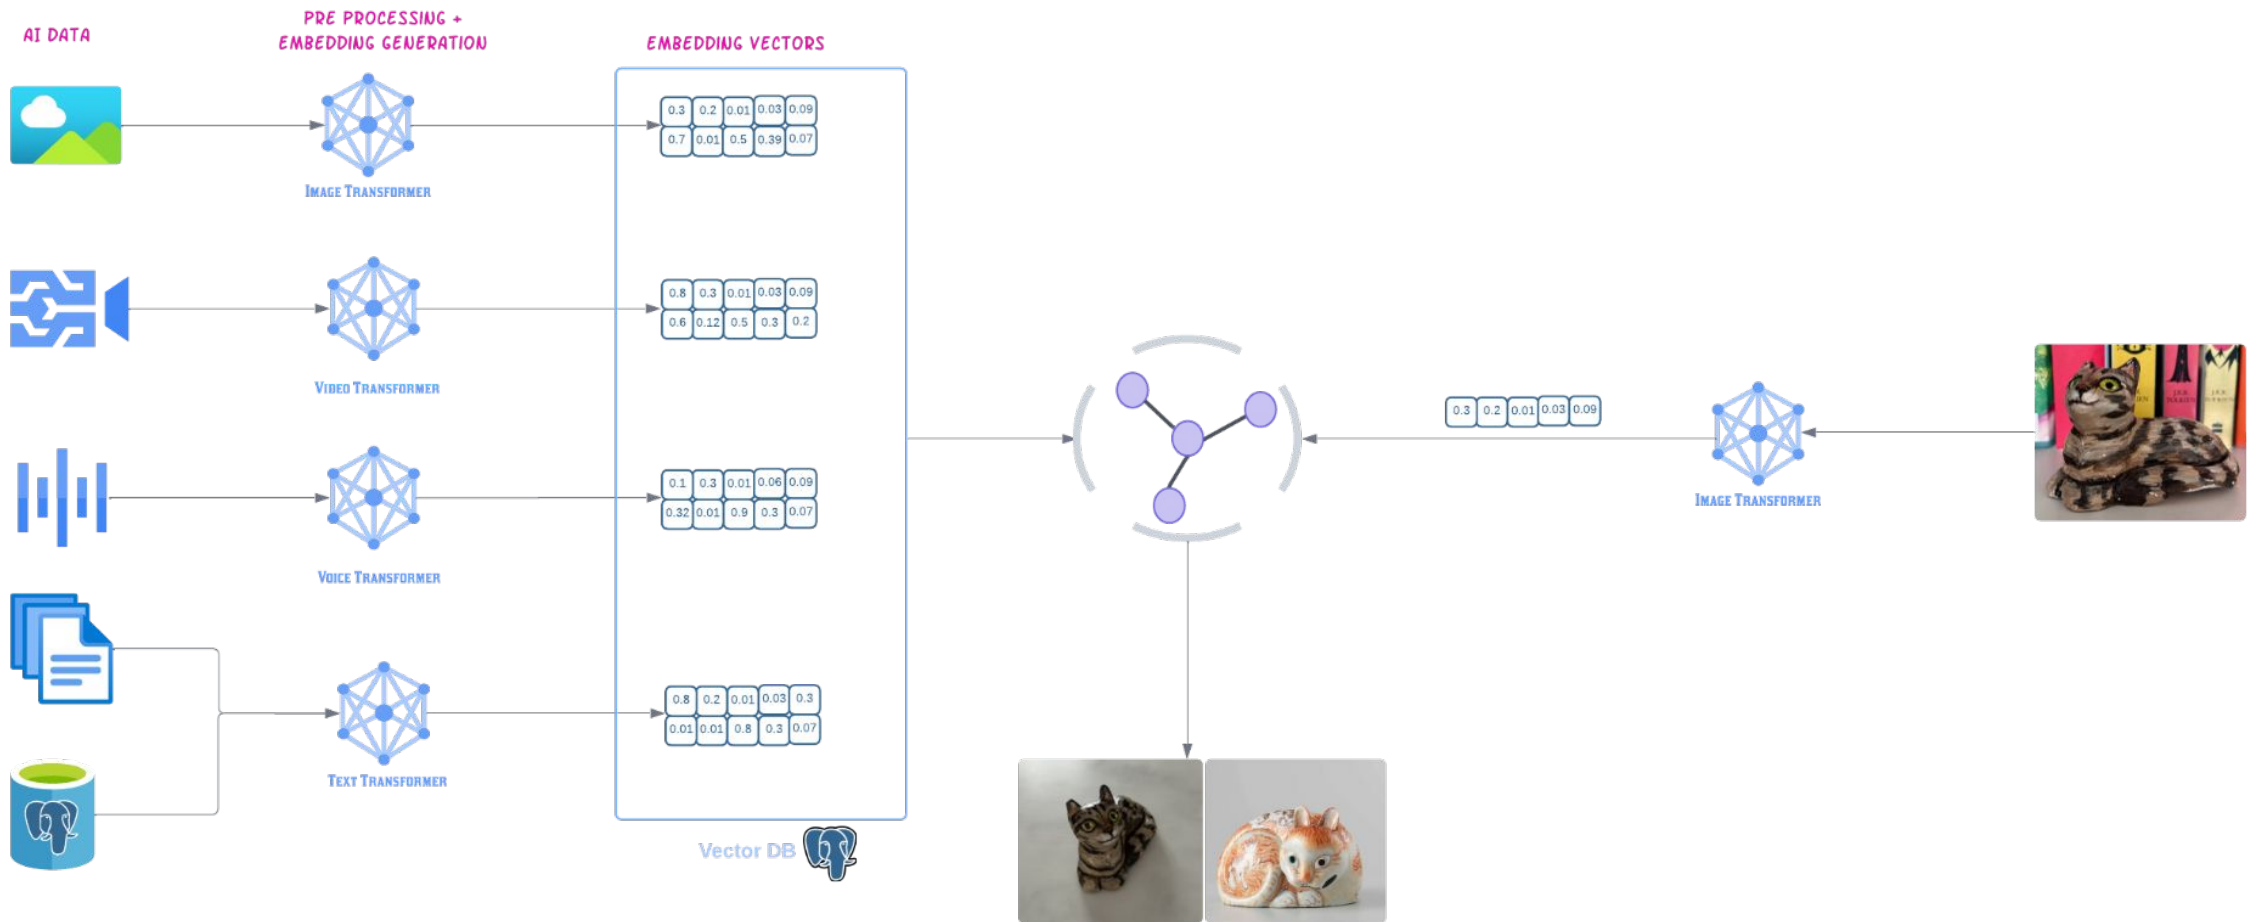 AI DATA
PRE PROCESSING +
EMBEDDING GENERATION
EMBEDDING VECTORS
0.3 0.2 0.01 0.03 0.09
0.7 0.01 0.5 0.39 0.07
IMAGE TRANSFORMER
0.8 0.3 0.01 0.03 0.09
0.6 0.12 0.5 0.3 0.2
VIDEO TRANSFORMER
0.1 0.3 0.01 0.06 0.09
0.32 0.01 0.9 0.3 0.07
VOICE TRANSFORMER
0.8 0.2 0.01 0.03 0.3
0.01 0.01 0.8 0.3 0.07
TEXT TRANSFORMER
Vector DB
0.3 0.2 0.01 0.03 0.09
IMAGE TRANSFORMER